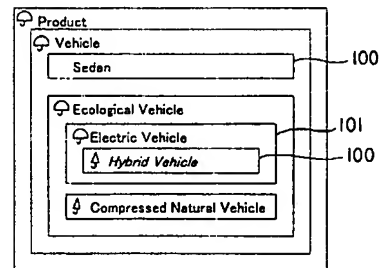 Product
Vehicle
Sedan
100
Ecological Vehicle
101
Electric Vehicle
Hybrid Vehicle
100
Compressed Natural Vehicle